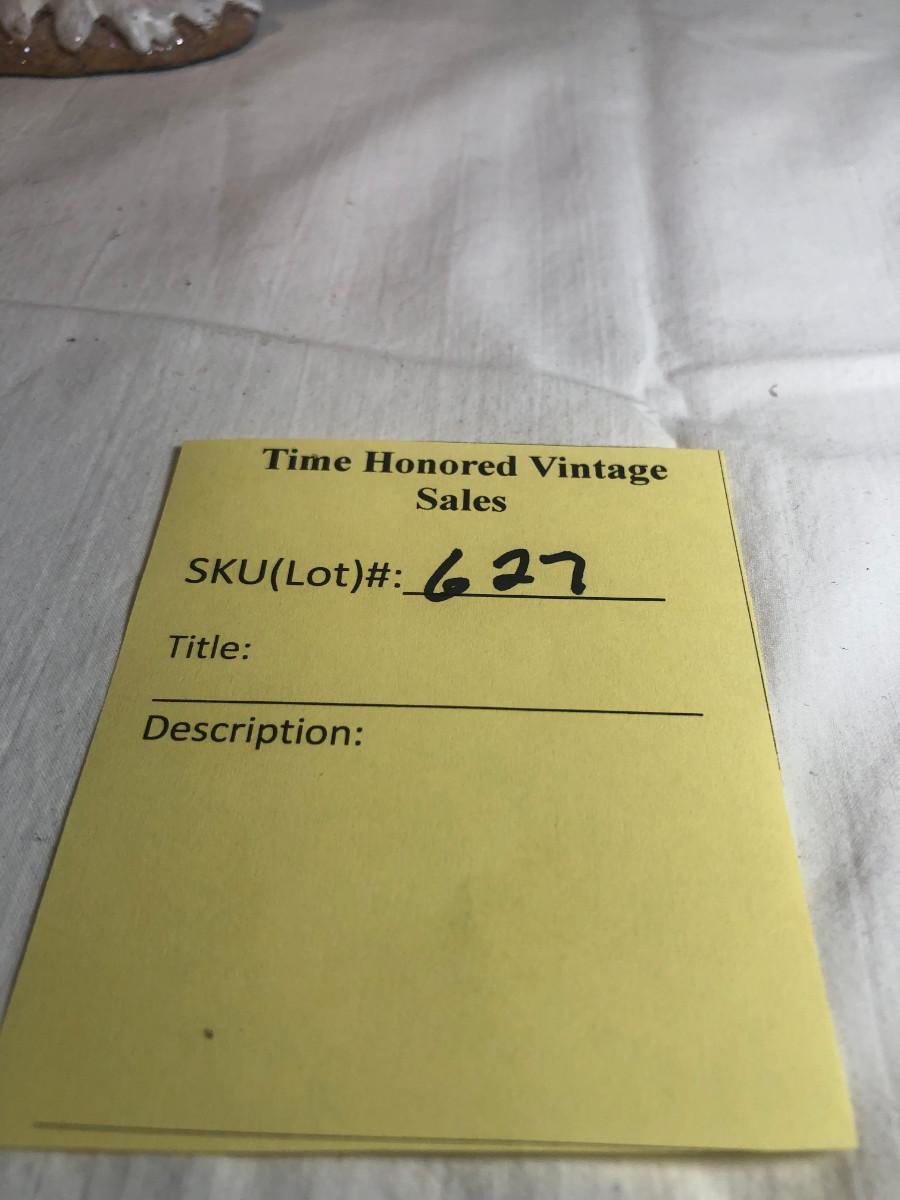 Time Honored Vintage
Sales
SKU(Lot)#: 627
Title:
Description: